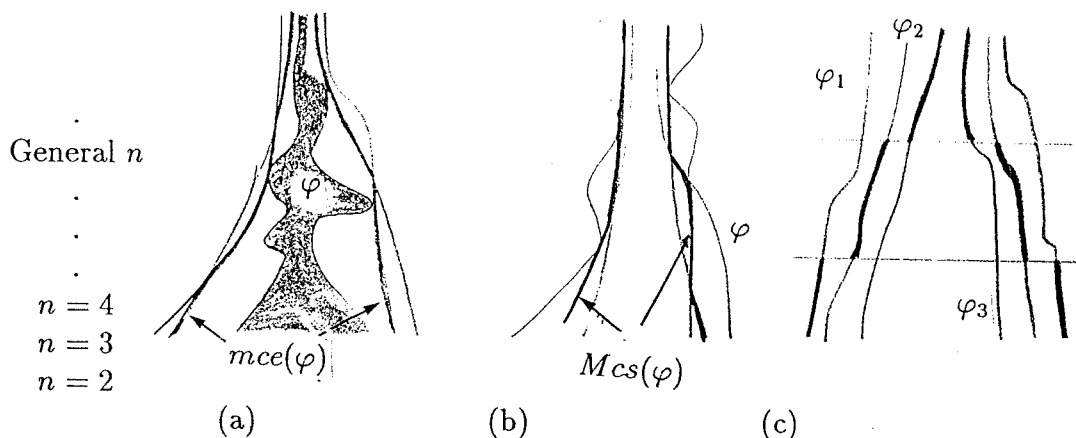 General n
n = 4
n = 3
n = 2
φ
mce(φ)
(a)
φ
Mcs(φ)
(b)
φ₁
φ₂
φ₃
(c)